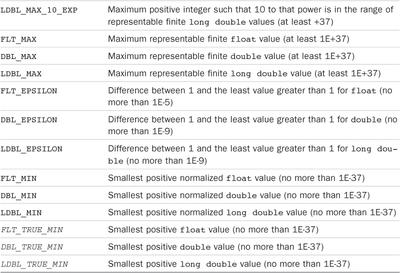 LDBL_MAX_10_EXP Maximum positive integer such that 10 to that power is in the range of
representable finite long double values (at least +37)
FLT_MAX Maximum representable finite float value (at least 1E+37)
DBL_MAX Maximum representable finite double value (at least 1E+37)
LDBL_MAX Maximum representable finite long double value (at least 1E+37)
FLT_EPSILON Difference between 1 and the least value greater than 1 for float (no
more than 1E-5)
DBL_EPSILON Difference between 1 and the least value greater than 1 for double (no
more than 1E-9)
LDBL_EPSILON Difference between 1 and the least value greater than 1 for long dou-
ble (no more than 1E-9)
FLT_MIN Smallest positive normalized float value (no more than 1E-37)
DBL_MIN Smallest positive normalized double value (no more than 1E-37)
LDBL_MIN Smallest positive normalized long double value (no more than 1E-37)
FLT_TRUE_MIN Smallest positive float value (no more than 1E-37)
DBL_TRUE_MIN Smallest positive double value (no more than 1E-37)
LDBL_TRUE_MIN Smallest positive long double value (no more than 1E-37)